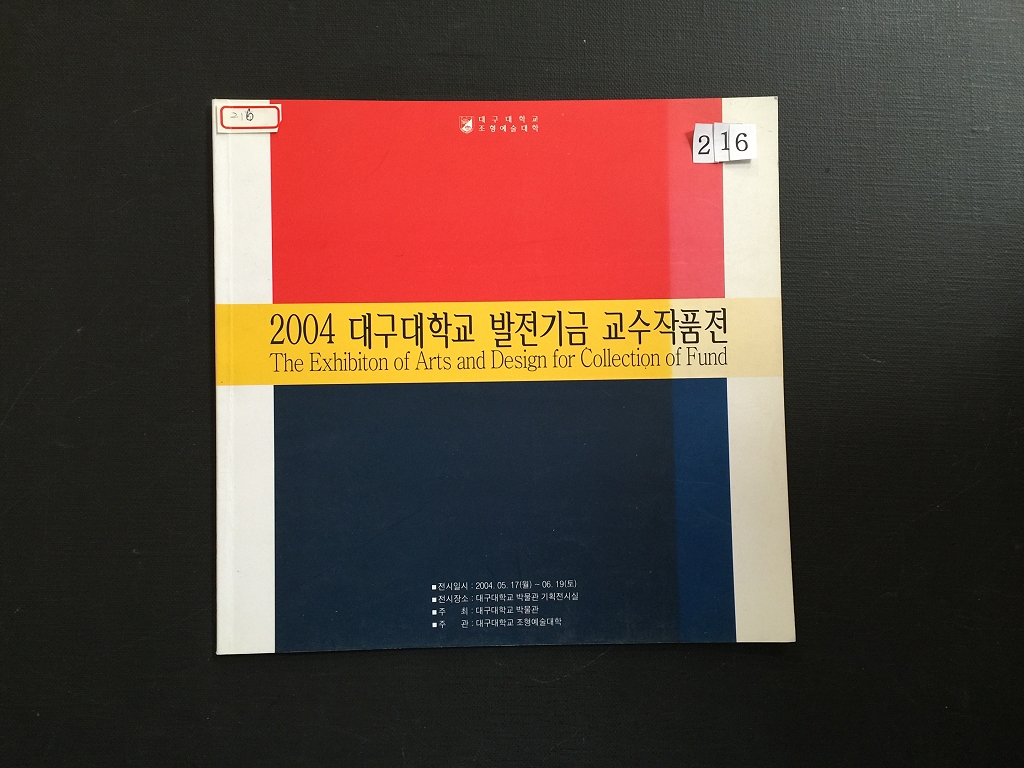 216
대구대학교
조형예술대학
216
2004 대구대학교 발전기금 교수작품전
The Exhibiton of Arts and Design for Collection of Fund
■ 전시일시 : 2004. 05. 17(월) – 06. 19(토)
■ 전시장소 : 대구대학교 박물관 기획전시실
■ 주 최 : 대구대학교 박물관
■ 주 관 : 대구대학교 조형예술대학